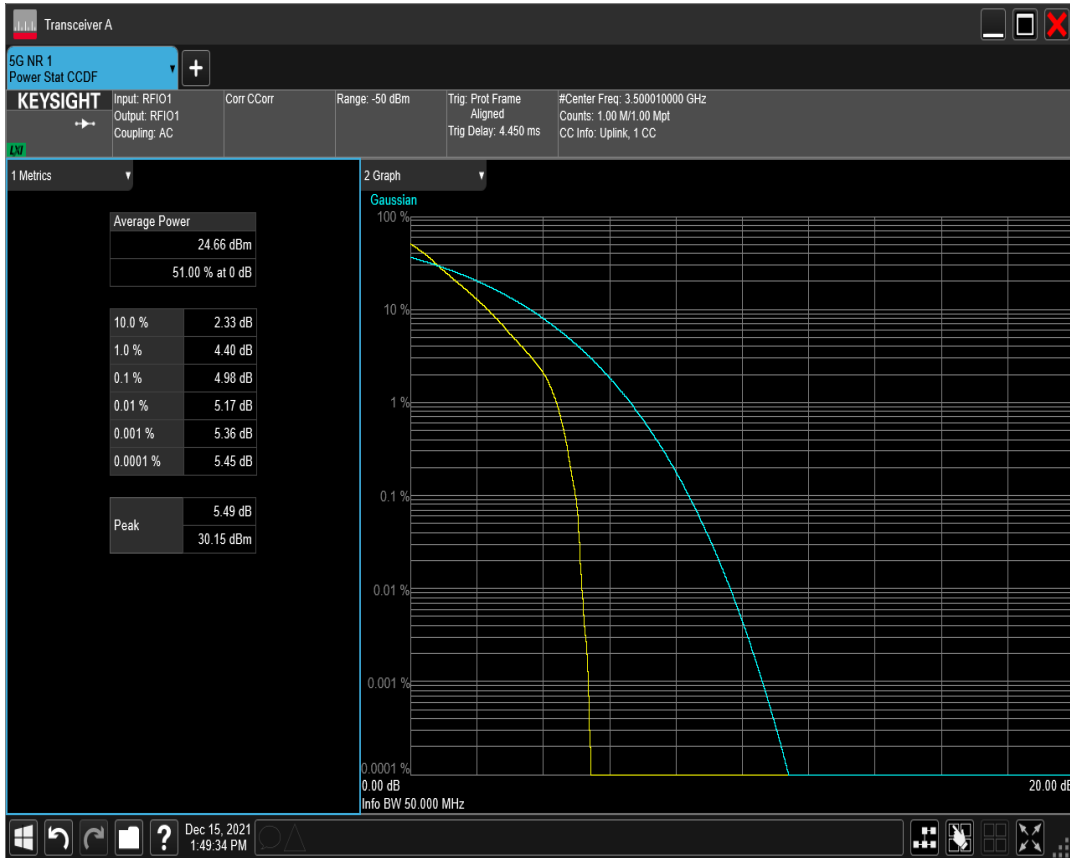 Transceiver A
5G NR 1
Power Stat CCDF
KEYSIGHT
LXI
Input: RFIO1
Output: RFIO1
Coupling: AC
Corr CCorr
Range: -50 dBm
Trig: Prot Frame
Aligned
Trig Delay: 4.450 ms
#Center Freq: 3.500010000 GHz
Counts: 1.00 M/1.00 Mpt
CC Info: Uplink, 1 CC
1 Metrics
Average Power
24.66 dBm
51.00 % at 0 dB
10.0 % 2.33 dB
1.0 % 4.40 dB
0.1 % 4.98 dB
0.01 % 5.17 dB
0.001 % 5.36 dB
0.0001 % 5.45 dB
Peak
5.49 dB
30.15 dBm
2 Graph
Gaussian
100 %
10 %
1 %
0.1 %
0.01 %
0.001 %
0.0001 %
0.00 dB
20.00 dB
Info BW 50.000 MHz
?
Dec 15, 2021
1:49:34 PM